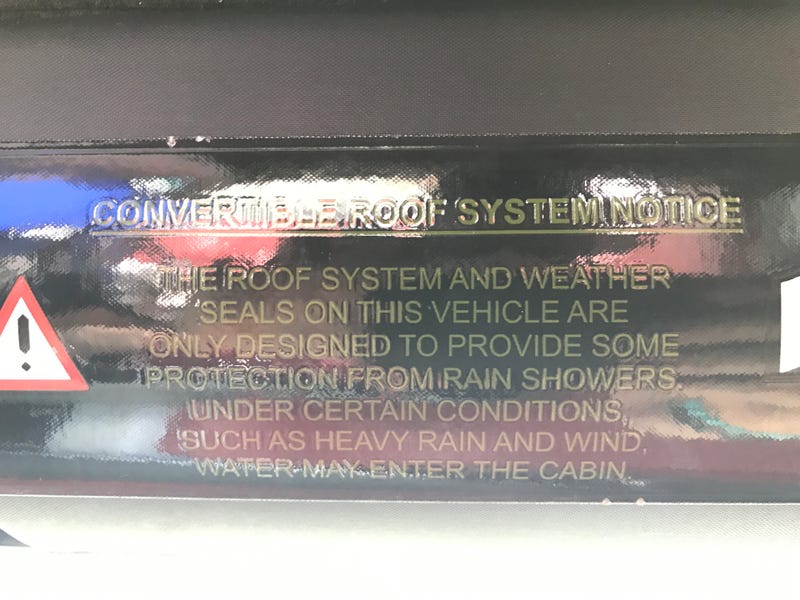 CONVERTIBLE ROOF SYSTEM NOTICE
THE ROOF SYSTEM AND WEATHER
SEALS ON THIS VEHICLE ARE
ONLY DESIGNED TO PROVIDE SOME
PROTECTION FROM RAIN SHOWERS.
UNDER CERTAIN CONDITIONS,
SUCH AS HEAVY RAIN AND WIND,
WATER MAY ENTER THE CABIN.